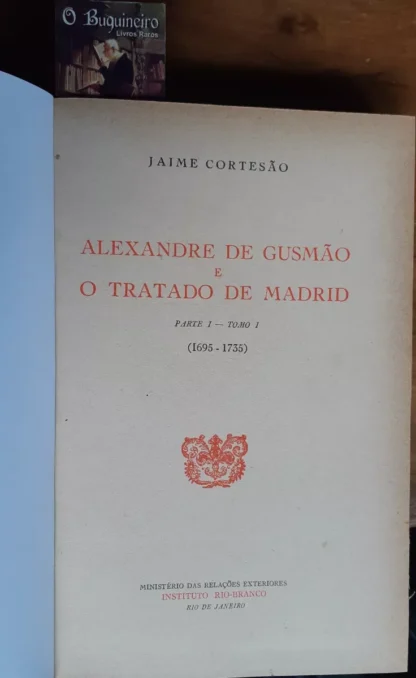 O Buquineiro
Livros Raros
JAIME CORTESÃO
ALEXANDRE DE GUSMÃO
E
O TRATADO DE MADRID
PARTE I — TOMO I
(1695 - 1735)
MINISTÉRIO DAS RELAÇÕES EXTERIORES
INSTITUTO RIO-BRANCO
RIO DE JANEIRO